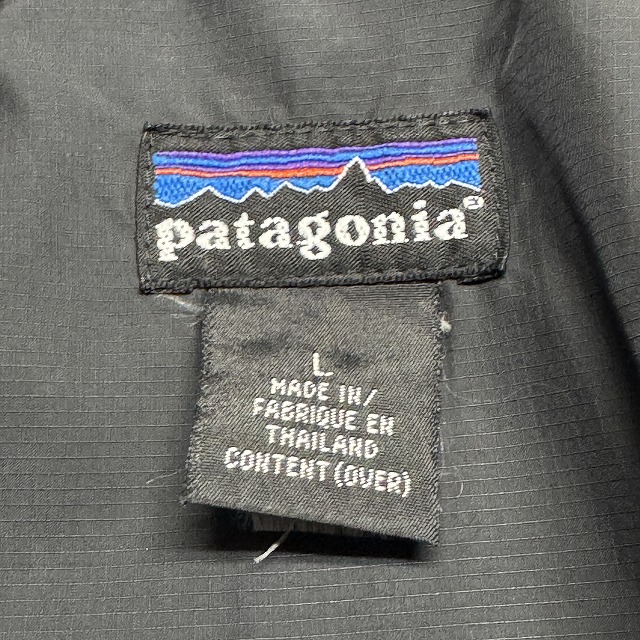 patagonia®
L
MADE IN/
FABRIQUE EN
THAILAND
CONTENT(OVER)